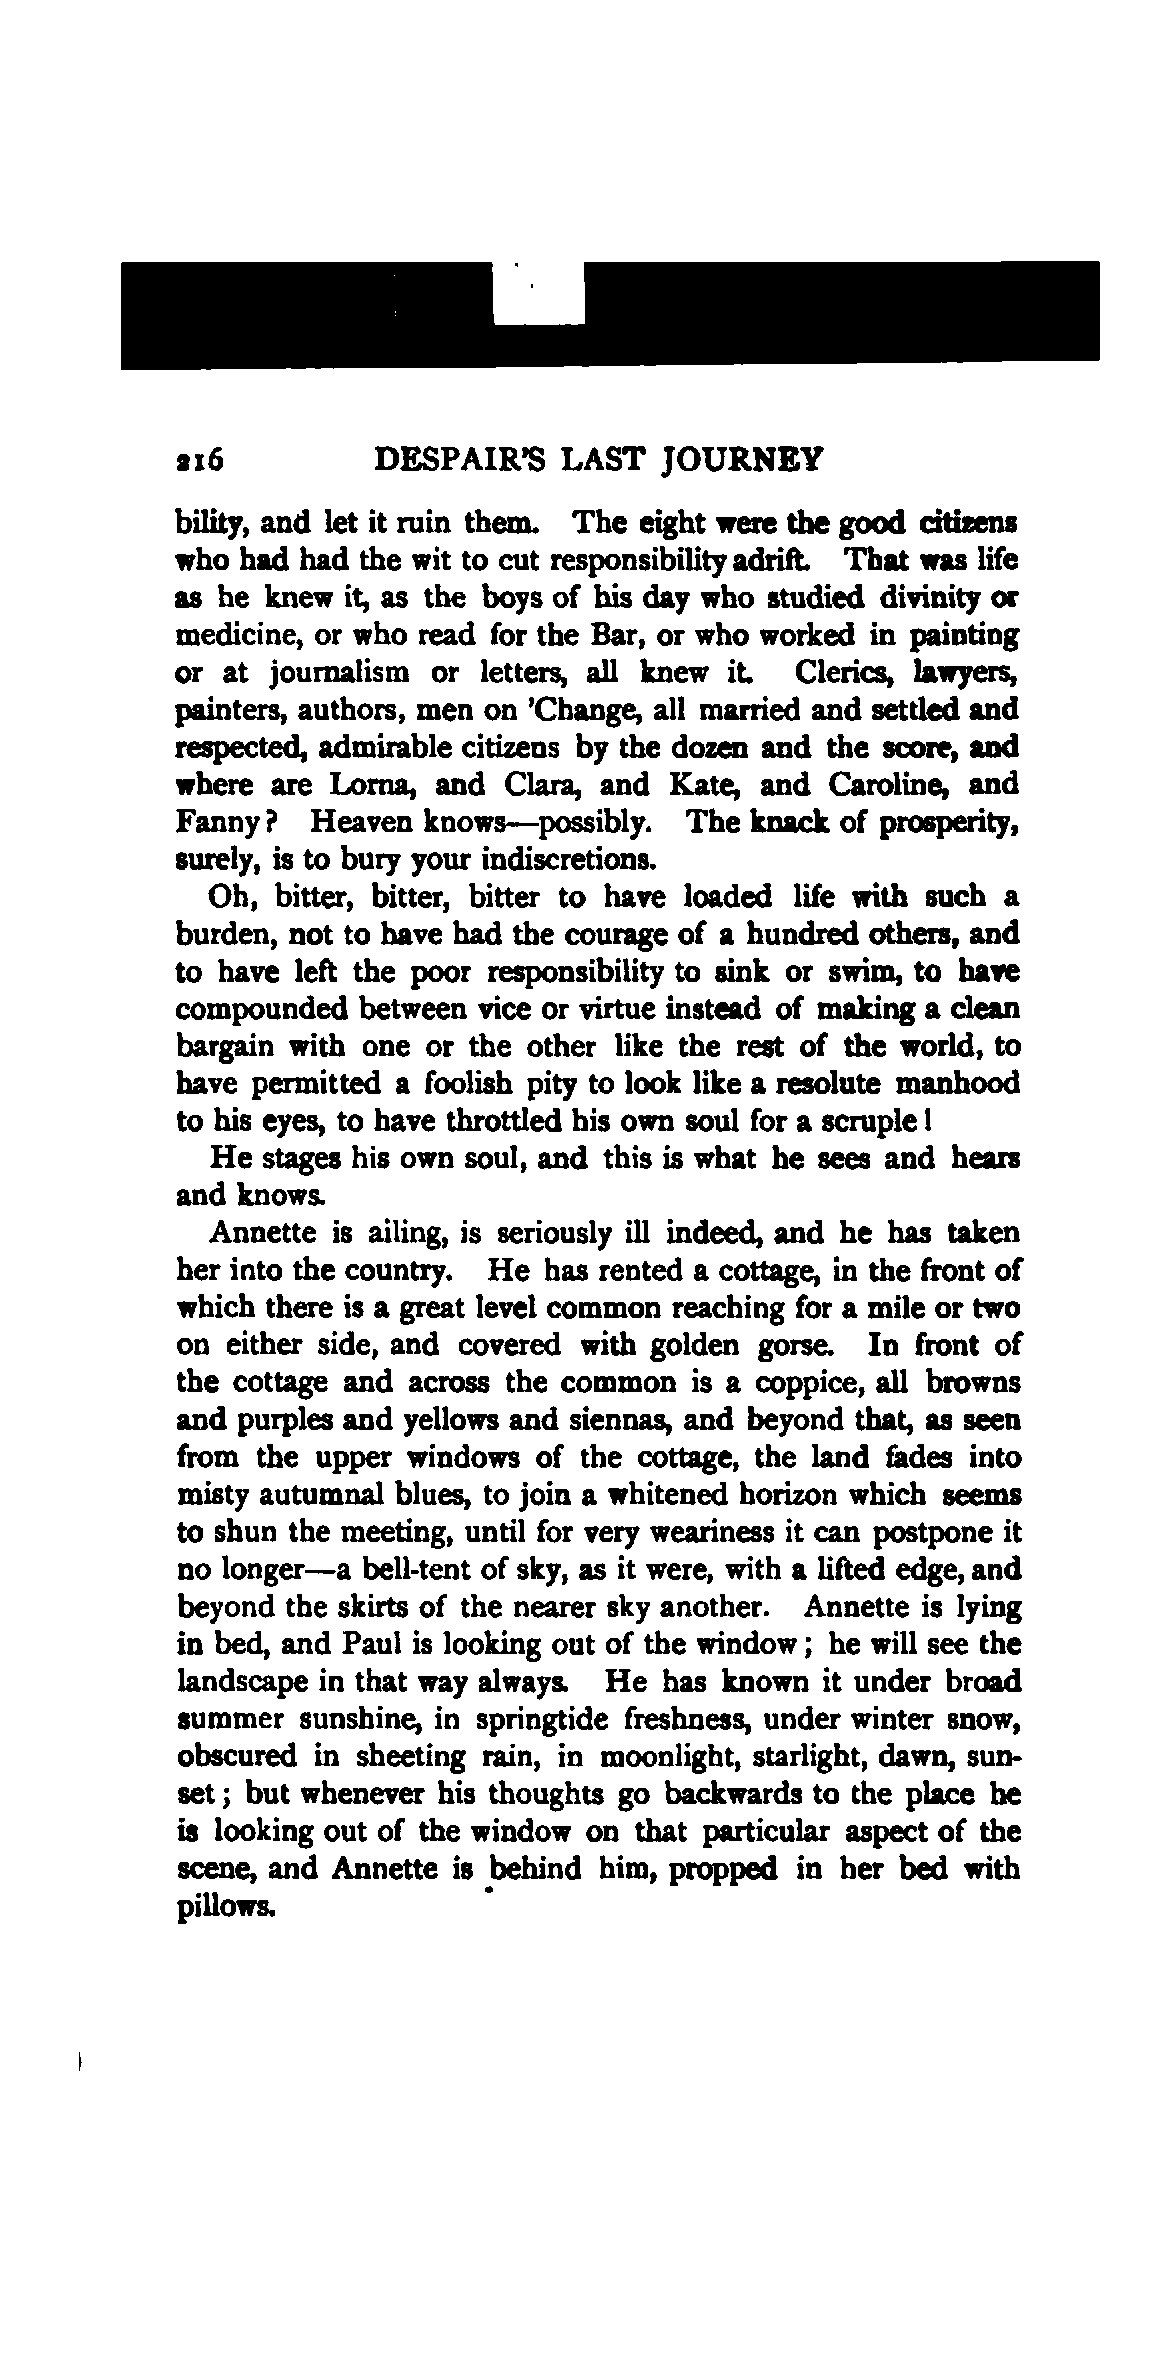 216 DESPAIR'S LAST JOURNEY
bility, and let it ruin them. The eight were the good citizens
who had had the wit to cut responsibility adrift. That was life
as he knew it, as the boys of his day who studied divinity or
medicine, or who read for the Bar, or who worked in painting
or at journalism or letters, all knew it. Clerics, lawyers,
painters, authors, men on 'Change, all married and settled and
respected, admirable citizens by the dozen and the score, and
where are Lorna, and Clara, and Kate, and Caroline, and
Fanny? Heaven knows—possibly. The knack of prosperity,
surely, is to bury your indiscretions.
Oh, bitter, bitter, bitter to have loaded life with such a
burden, not to have had the courage of a hundred others, and
to have left the poor responsibility to sink or swim, to have
compounded between vice or virtue instead of making a clean
bargain with one or the other like the rest of the world, to
have permitted a foolish pity to look like a resolute manhood
to his eyes, to have throttled his own soul for a scruple!
He stages his own soul, and this is what he sees and hears
and knows.
Annette is ailing, is seriously ill indeed, and he has taken
her into the country. He has rented a cottage, in the front of
which there is a great level common reaching for a mile or two
on either side, and covered with golden gorse. In front of
the cottage and across the common is a coppice, all browns
and purples and yellows and siennas, and beyond that, as seen
from the upper windows of the cottage, the land fades into
misty autumnal blues, to join a whitened horizon which seems
to shun the meeting, until for very weariness it can postpone it
no longer—a bell-tent of sky, as it were, with a lifted edge, and
beyond the skirts of the nearer sky another. Annette is lying
in bed, and Paul is looking out of the window; he will see the
landscape in that way always. He has known it under broad
summer sunshine, in springtide freshness, under winter snow,
obscured in sheeting rain, in moonlight, starlight, dawn, sun-
set; but whenever his thoughts go backwards to the place he
is looking out of the window on that particular aspect of the
scene, and Annette is behind him, propped in her bed with
pillows.